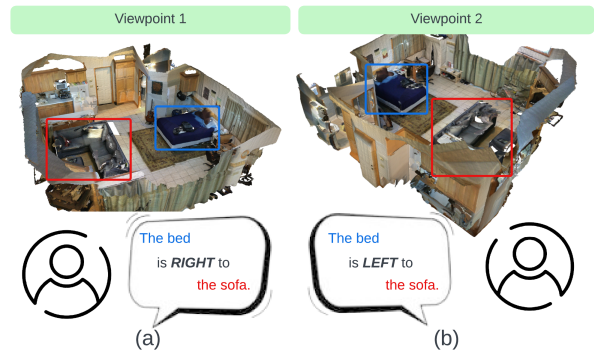 Viewpoint 1
Viewpoint 2
The bed
is RIGHT to
the sofa.
The bed
is LEFT to
the sofa.
(a)
(b)